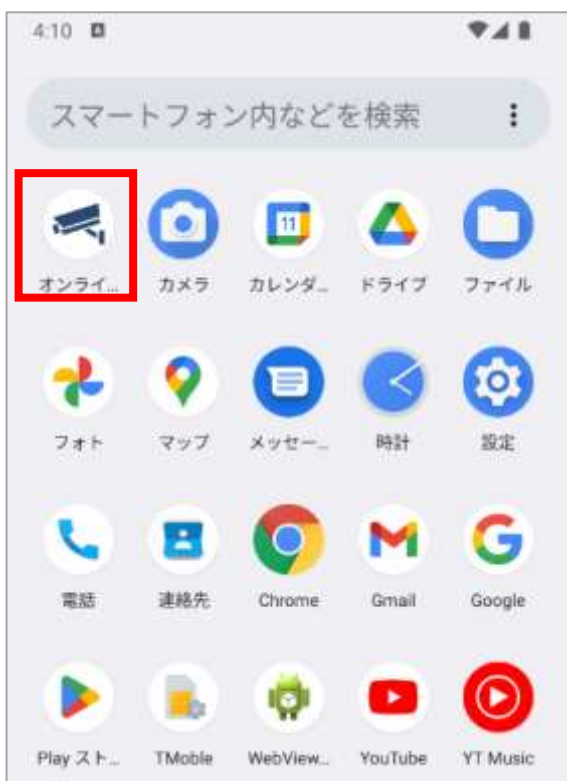 4:10
スマートフォン内などを検索
11
オンライ... カメラ カレンダ... ドライブ ファイル
フォト マップ メッセー... 時計 設定
電話 連絡先 Chrome Gmail Google
Play スト... TMoble WebView... YouTube YT Music